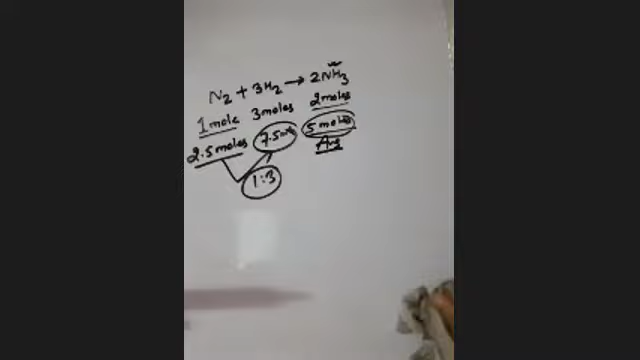 N₂ + 3H₂ → 2NH₃
1 mole 3 moles 2 moles
2.5 moles 7.5 5 moles
Ans
1:3